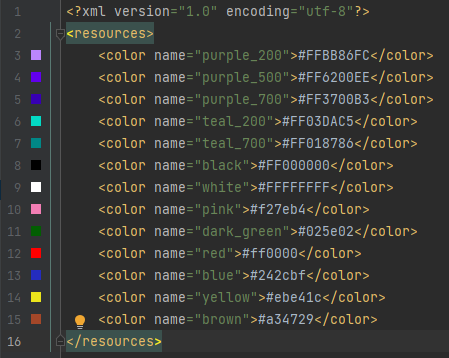 1 <?xml version="1.0" encoding="utf-8"?>
2 <resources>
3 <color name="purple_200">#FFBB86FC</color>
4 <color name="purple_500">#FF6200EE</color>
5 <color name="purple_700">#FF3700B3</color>
6 <color name="teal_200">#FF03DAC5</color>
7 <color name="teal_700">#FF018786</color>
8 <color name="black">#FF000000</color>
9 <color name="white">#FFFFFFFF</color>
10 <color name="pink">#f27eb4</color>
11 <color name="dark_green">#025e02</color>
12 <color name="red">#ff0000</color>
13 <color name="blue">#242cbf</color>
14 <color name="yellow">#ebe41c</color>
15 <color name="brown">#a34729</color>
16 </resources>